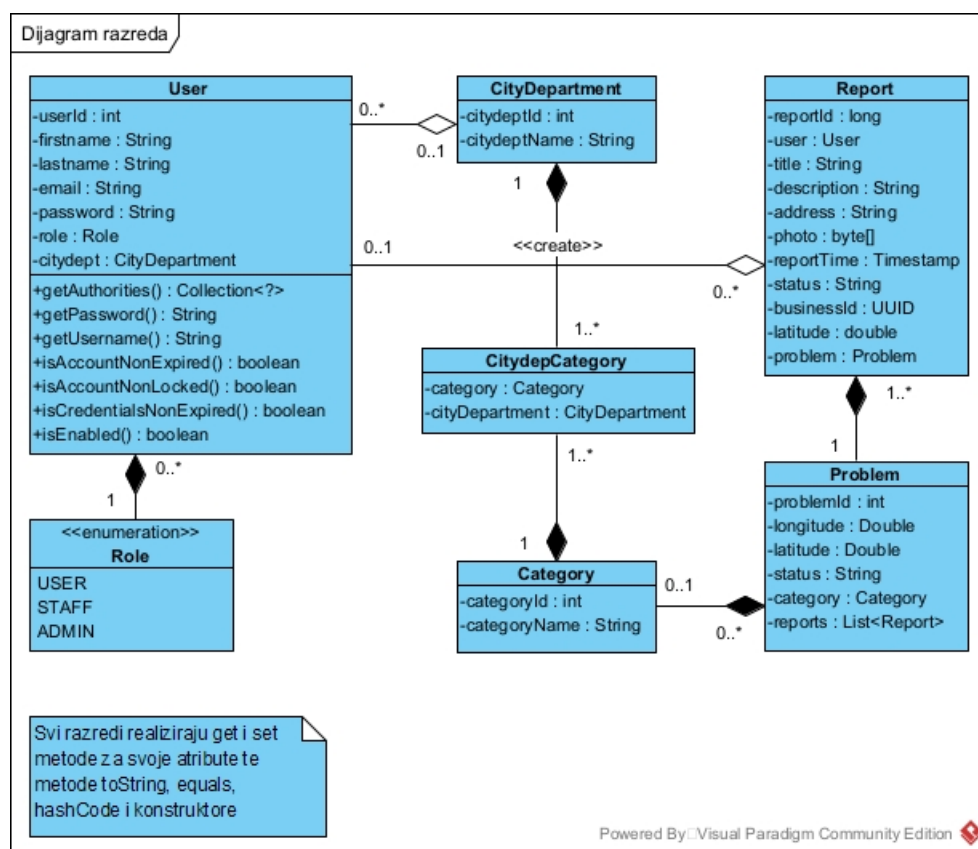 Dijagram razreda
User
-userId : int
-firstname : String
-lastname : String
-email : String
-password : String
-role : Role
-citydept : CityDepartment
+getAuthorities() : Collection<?>
+getPassword() : String
+getUsername() : String
+isAccountNonExpired() : boolean
+isAccountNonLocked() : boolean
+isCredentialsNonExpired() : boolean
+isEnabled() : boolean
0..*
0..1
CityDepartment
-citydeptId : int
-citydeptName : String
1
<<create>>
0..1
0..*
Report
-reportId : long
-user : User
-title : String
-description : String
-address : String
-photo : byte[]
-reportTime : Timestamp
-status : String
-businessId : UUID
-latitude : double
-problem : Problem
1..*
CitydepCategory
-category : Category
-cityDepartment : CityDepartment
1..*
1
1..*
1
0..*
1
<<enumeration>>
Role
USER
STAFF
ADMIN
Category
-categoryId : int
-categoryName : String
0..1
0..*
Problem
-problemId : int
-longitude : Double
-latitude : Double
-status : String
-category : Category
-reports : List<Report>
Svi razredi realiziraju get i set
metode za svoje atribute te
metode toString, equals,
hashCode i konstruktore
Powered By Visual Paradigm Community Edition